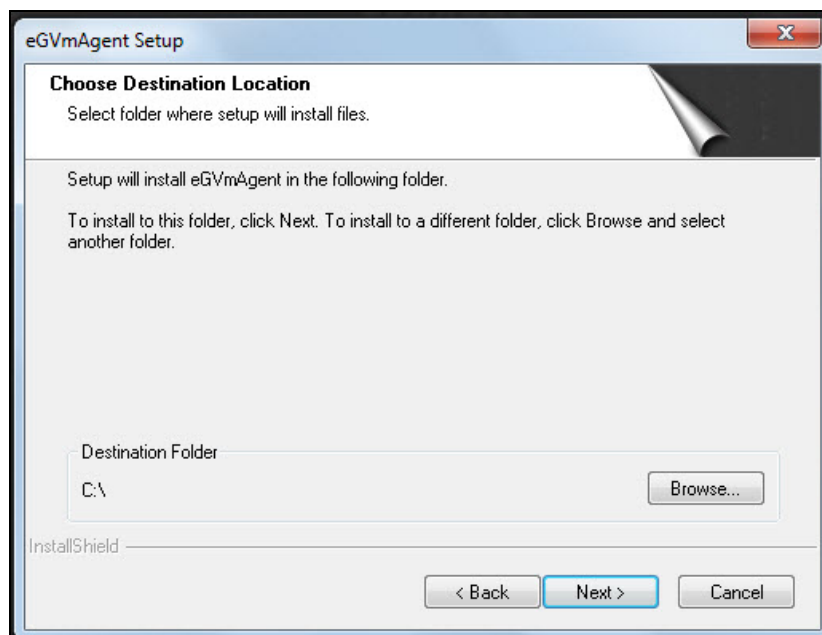 eGVmAgent Setup
Choose Destination Location
Select folder where setup will install files.
Setup will install eGVmAgent in the following folder.
To install to this folder, click Next. To install to a different folder, click Browse and select
another folder.
Destination Folder
C:\
Browse...
InstallShield
< Back
Next >
Cancel